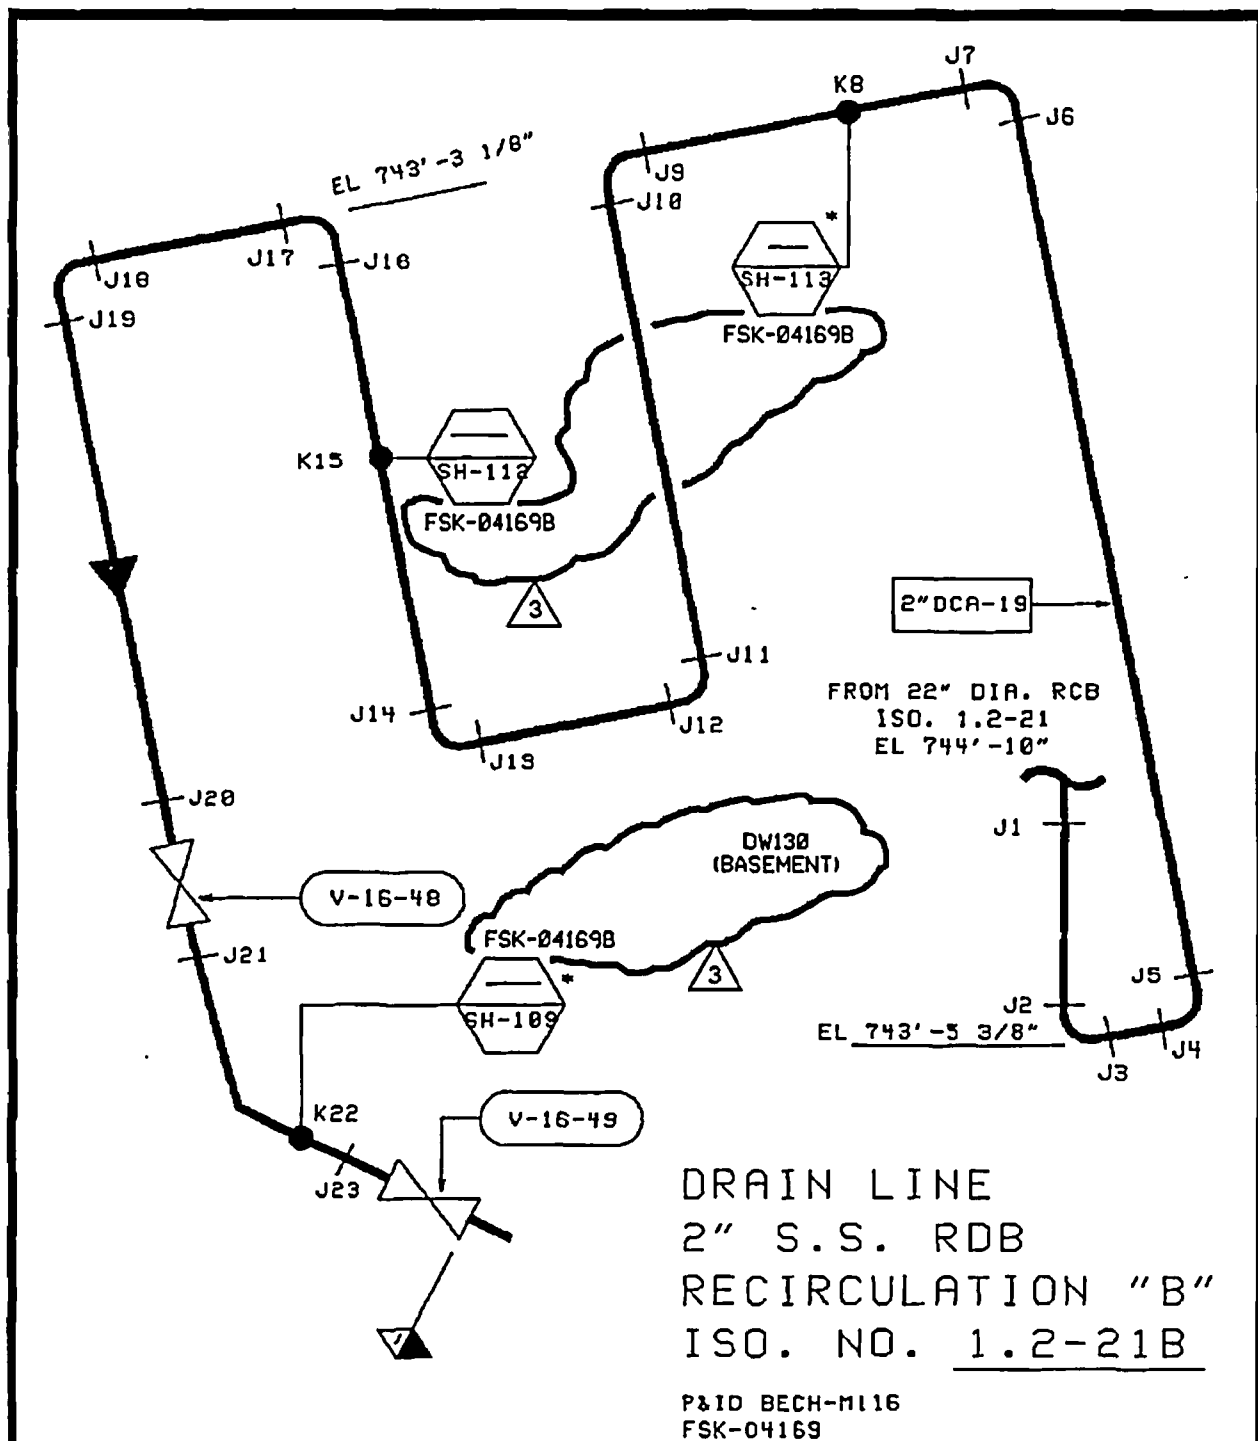 J7
K8
J6
EL 743'-3 1/8"
J9
J10
J17
J16
J18
J19
*
SH-113
FSK-04169B
K15
SH-112
FSK-04169B
3
2"DCA-19
J11
FROM 22" DIA. RCB
ISO. 1.2-21
EL 744'-10"
J14
J12
J13
J20
J1
DW130
(BASEMENT)
V-16-48
FSK-04169B
J21
3
*
SH-109
J5
J2
EL 743'-5 3/8"
J4
J3
K22
V-16-49
J23
DRAIN LINE
2" S.S. RDB
RECIRCULATION "B"
ISO. NO. 1.2-21B
P&ID BECH-M116
FSK-04169